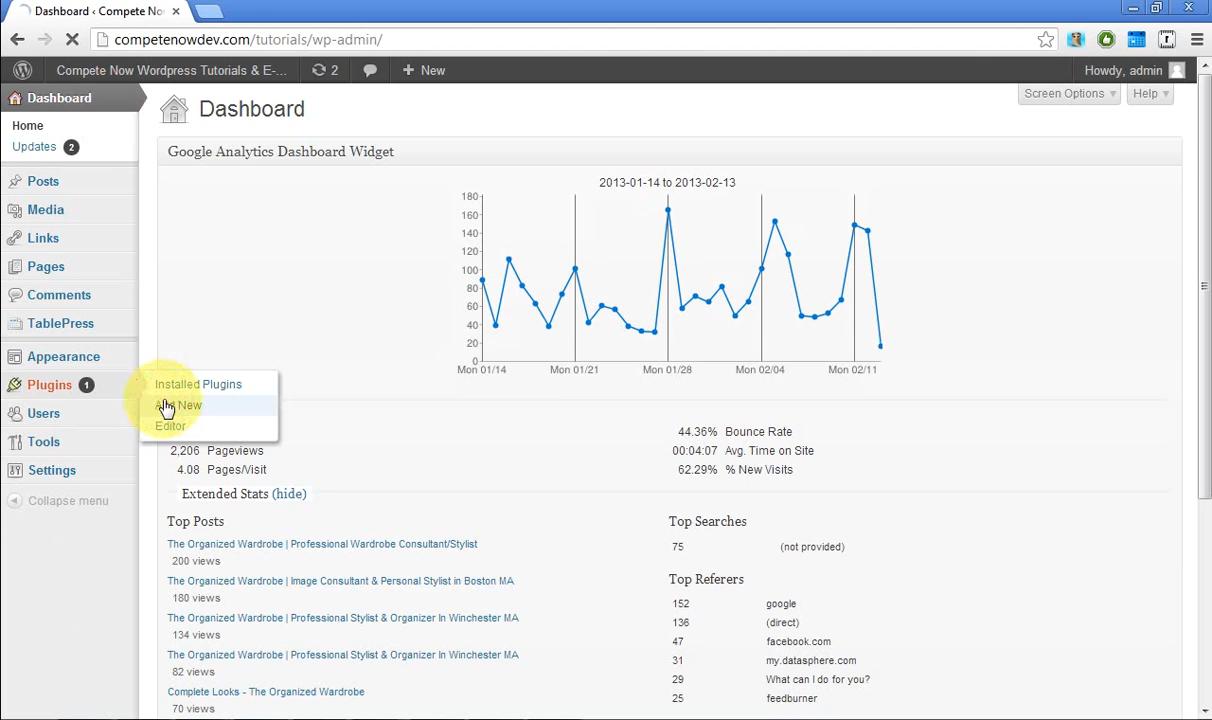 Dashboard ‹ Compete No
competenowdev.com/tutorials/wp-admin/
Compete Now Wordpress Tutorials & E-... 2 + New Howdy, admin
Dashboard
Home
Updates 2
Posts
Media
Links
Pages
Comments
TablePress
Appearance
Plugins 1
Users
Tools
Settings
Collapse menu
Installed Plugins
Add New
Editor
Screen Options Help
Dashboard
Google Analytics Dashboard Widget
2013-01-14 to 2013-02-13
180
160
140
120
100
80
60
40
20
0
Mon 01/14 Mon 01/21 Mon 01/28 Mon 02/04 Mon 02/11
44.36% Bounce Rate
2,206 Pageviews 00:04:07 Avg. Time on Site
4.08 Pages/Visit 62.29% % New Visits
Extended Stats (hide)
Top Posts
The Organized Wardrobe | Professional Wardrobe Consultant/Stylist
200 views
The Organized Wardrobe | Image Consultant & Personal Stylist in Boston MA
180 views
The Organized Wardrobe | Professional Stylist & Organizer In Winchester MA
134 views
The Organized Wardrobe | Professional Stylist & Organizer In Winchester MA
82 views
Complete Looks - The Organized Wardrobe
70 views
Top Searches
75 (not provided)
Top Referers
152 google
136 (direct)
47 facebook.com
31 my.datasphere.com
29 What can I do for you?
25 feedburner